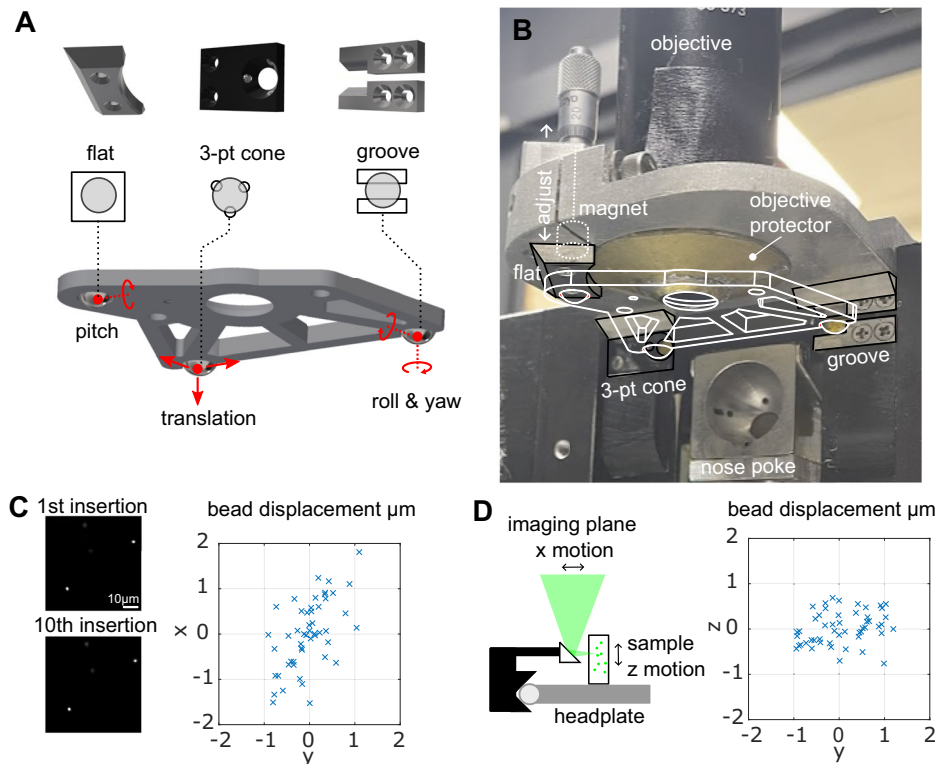 A
flat
3-pt cone
groove
pitch
translation
roll & yaw
B
objective
20
adjust
magnet
objective
protector
flat
3-pt cone
groove
nose poke
C
1st insertion
10μm
10th insertion
bead displacement μm
2
1
x
0
-1
-2
-2
-1
0
1
2
y
D
imaging plane
x motion
sample
z motion
headplate
bead displacement μm
2
1
z
0
-1
-2
-2
-1
0
1
2
y